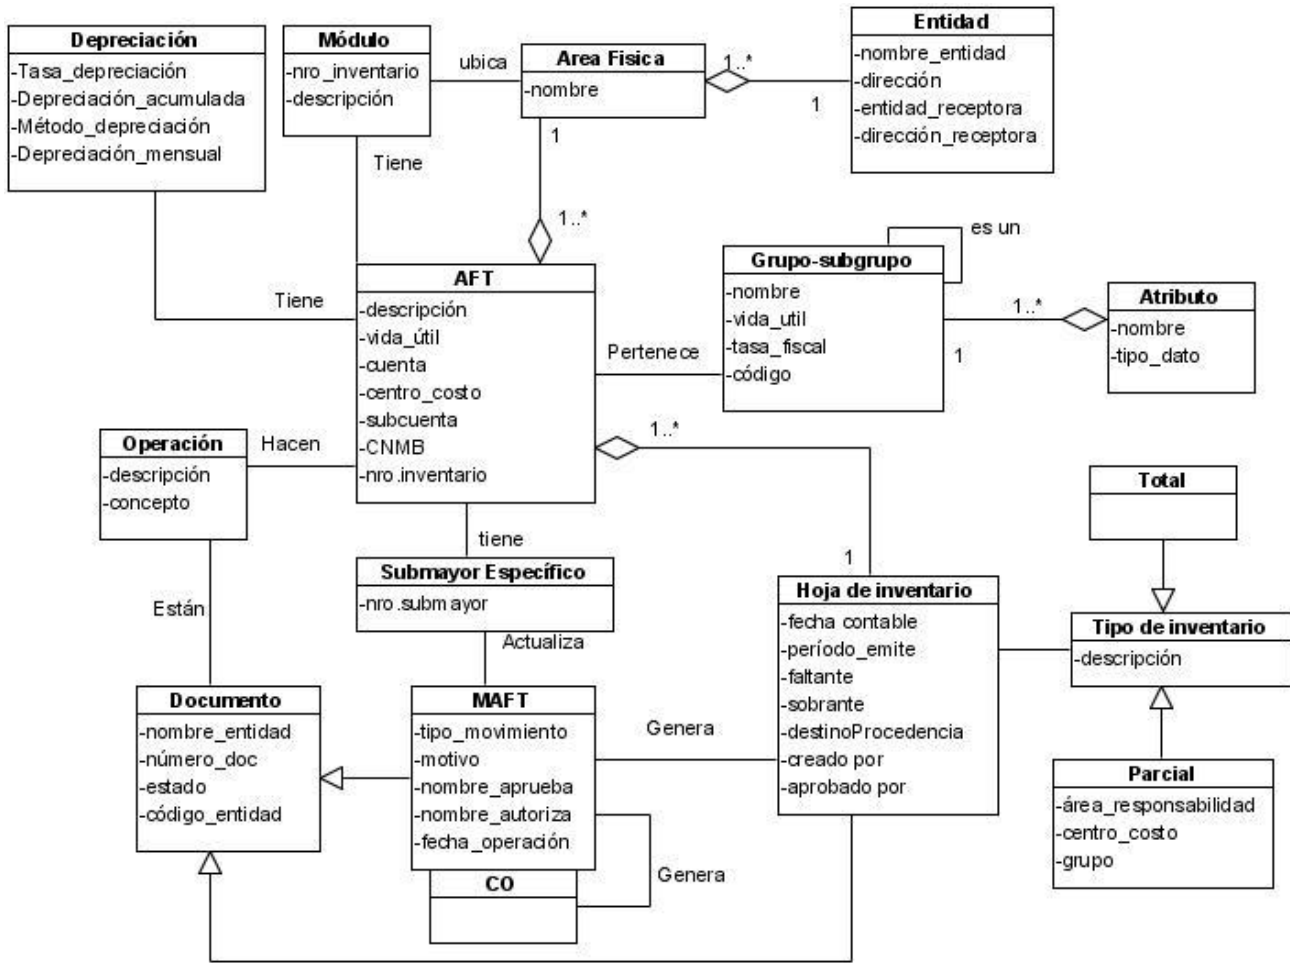 Depreciación
-Tasa_depreciación
-Depreciación_acumulada
-Método_depreciación
-Depreciación_mensual
Módulo
-nro_inventario
-descripción
ubica
Area Fisica
-nombre
1..*
1
Entidad
-nombre_entidad
-dirección
-entidad_receptora
-dirección_receptora
Tiene
1
1..*
Tiene
AFT
-descripción
-vida_útil
-cuenta
-centro_costo
-subcuenta
-CNMB
-nro.inventario
Pertenece
Grupo-subgrupo
-nombre
-vida_util
-tasa_fiscal
-código
es un
1..*
1
Atributo
-nombre
-tipo_dato
Operación
-descripción
-concepto
Hacen
1..*
1
tiene
Submayor Específico
-nro.submayor
Están
Actualiza
Total
Hoja de inventario
-fecha contable
-período_emite
-faltante
-sobrante
-destinoProcedencia
-creado por
-aprobado por
Tipo de inventario
-descripción
Documento
-nombre_entidad
-número_doc
-estado
-código_entidad
MAFT
-tipo_movimiento
-motivo
-nombre_aprueba
-nombre_autoriza
-fecha_operación
Genera
Parcial
-área_responsabilidad
-centro_costo
-grupo
CO
Genera